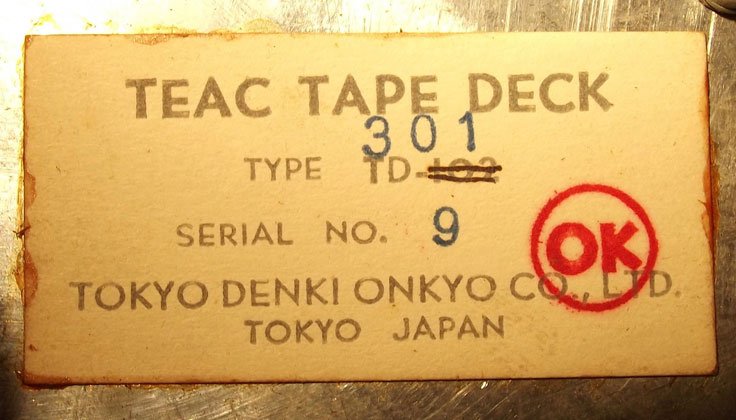 TEAC TAPE DECK
301
TYPE TD-102
SERIAL NO. 9
OK
TOKYO DENKI ONKYO CO., LTD.
TOKYO JAPAN